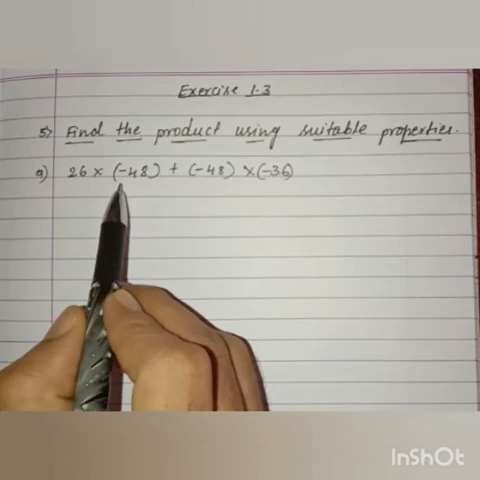 Exercise 1.3
5) Find the product using suitable properties.
a) 26 × (-48) + (-48) × (-36)
InShOt